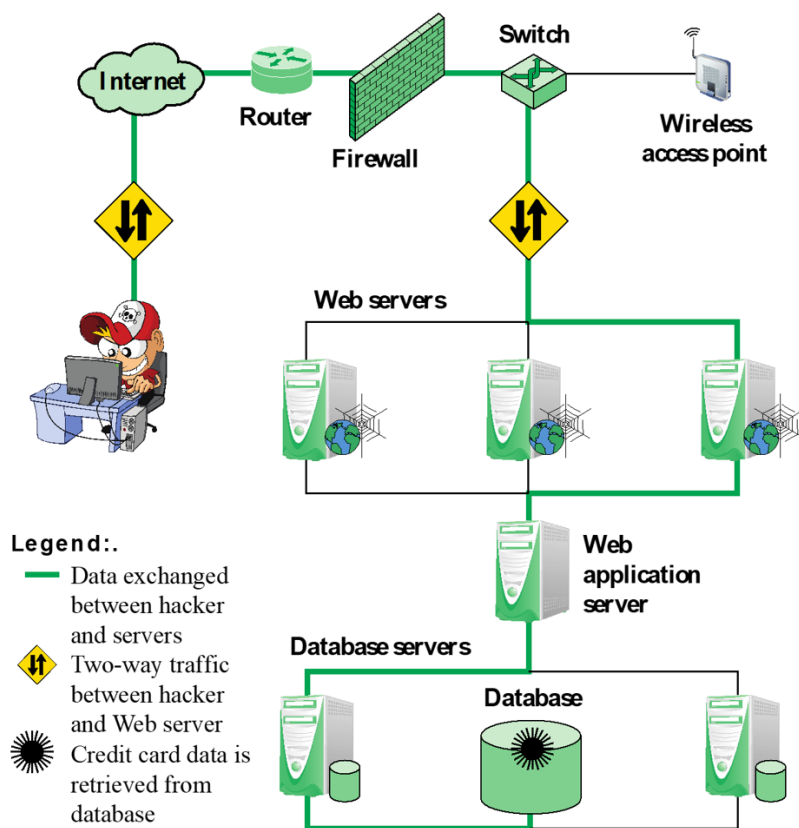 Switch
Internet
Router
Firewall
Wireless
access point
Web servers
Web
application
server
Database servers
Database
Legend:.
Data exchanged
between hacker
and servers
Two-way traffic
between hacker
and Web server
Credit card data is
retrieved from
database